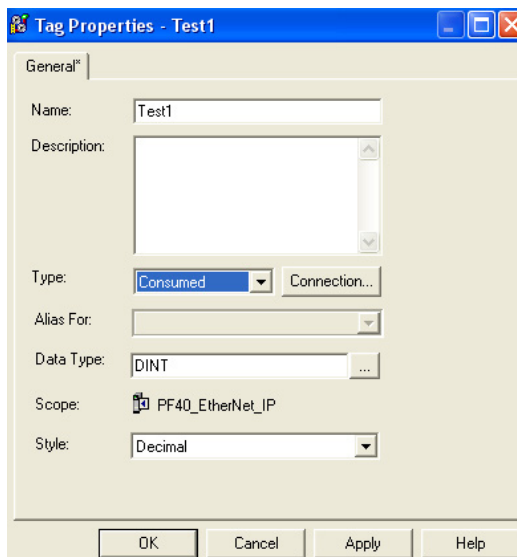 Tag Properties - Test1
General*
Name: Test1
Description:
Type: Consumed Connection...
Alias For:
Data Type: DINT ...
Scope: PF40_EtherNet_IP
Style: Decimal
OK Cancel Apply Help